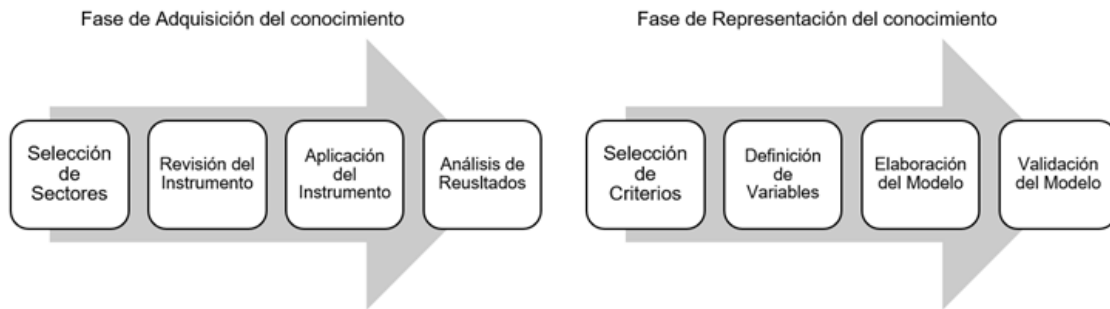 Fase de Adquisición del conocimiento
Selección
de
Sectores
Revisión del
Instrumento
Aplicación
del
Instrumento
Análisis de
Reusltados
Fase de Representación del conocimiento
Selección
de
Criterios
Definición
de
Variables
Elaboración
del Modelo
Validación
del Modelo